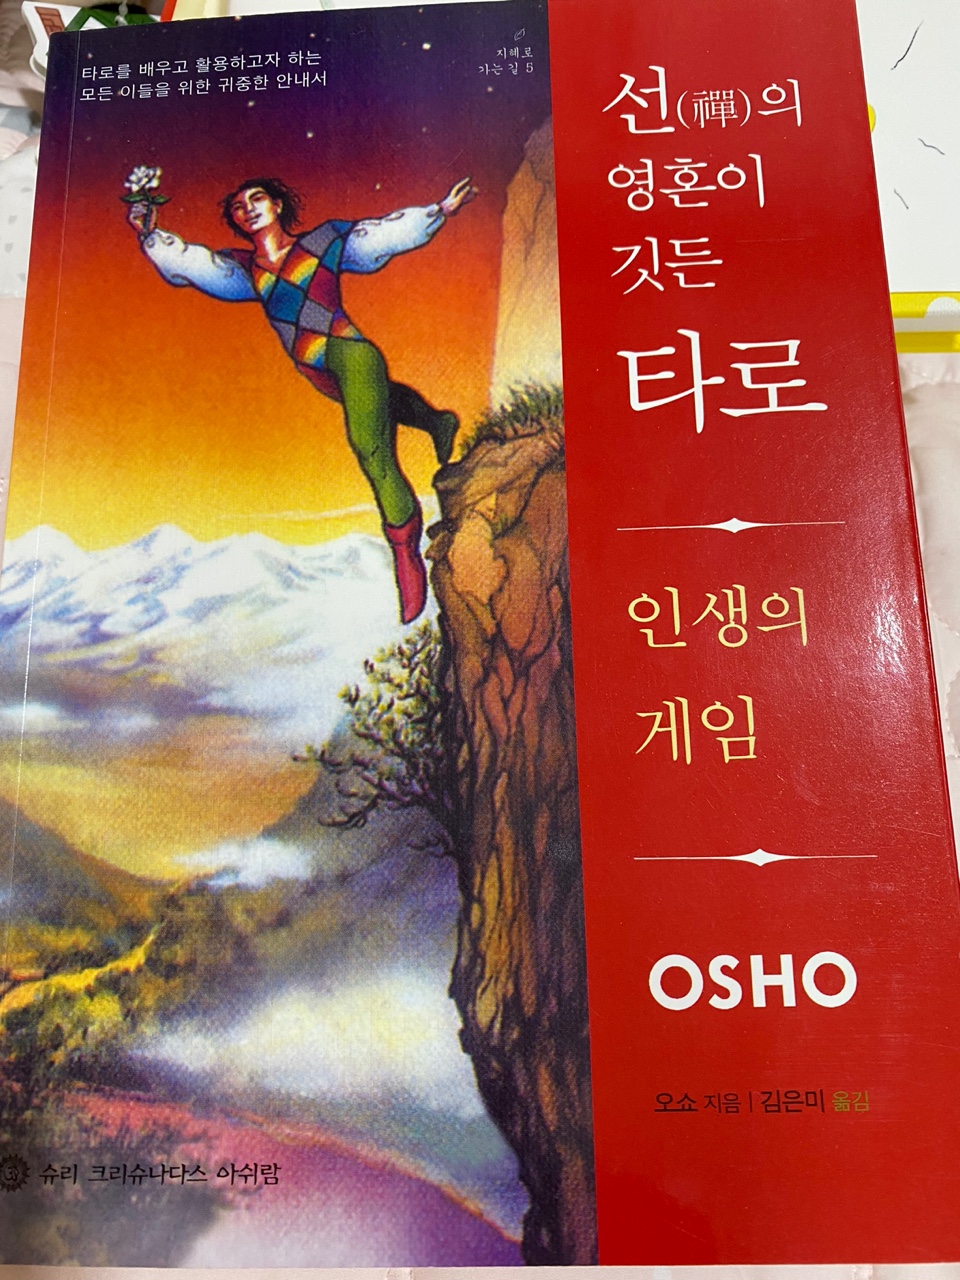 타로를 배우고 활용하고자 하는
모든 이들을 위한 귀중한 안내서
지혜로
가는 길 5
선(禪)의
영혼이
깃든
타로
인생의
게임
OSHO
오쇼 지음 | 김은미 옮김
슈리 크리슈나다스 아쉬람